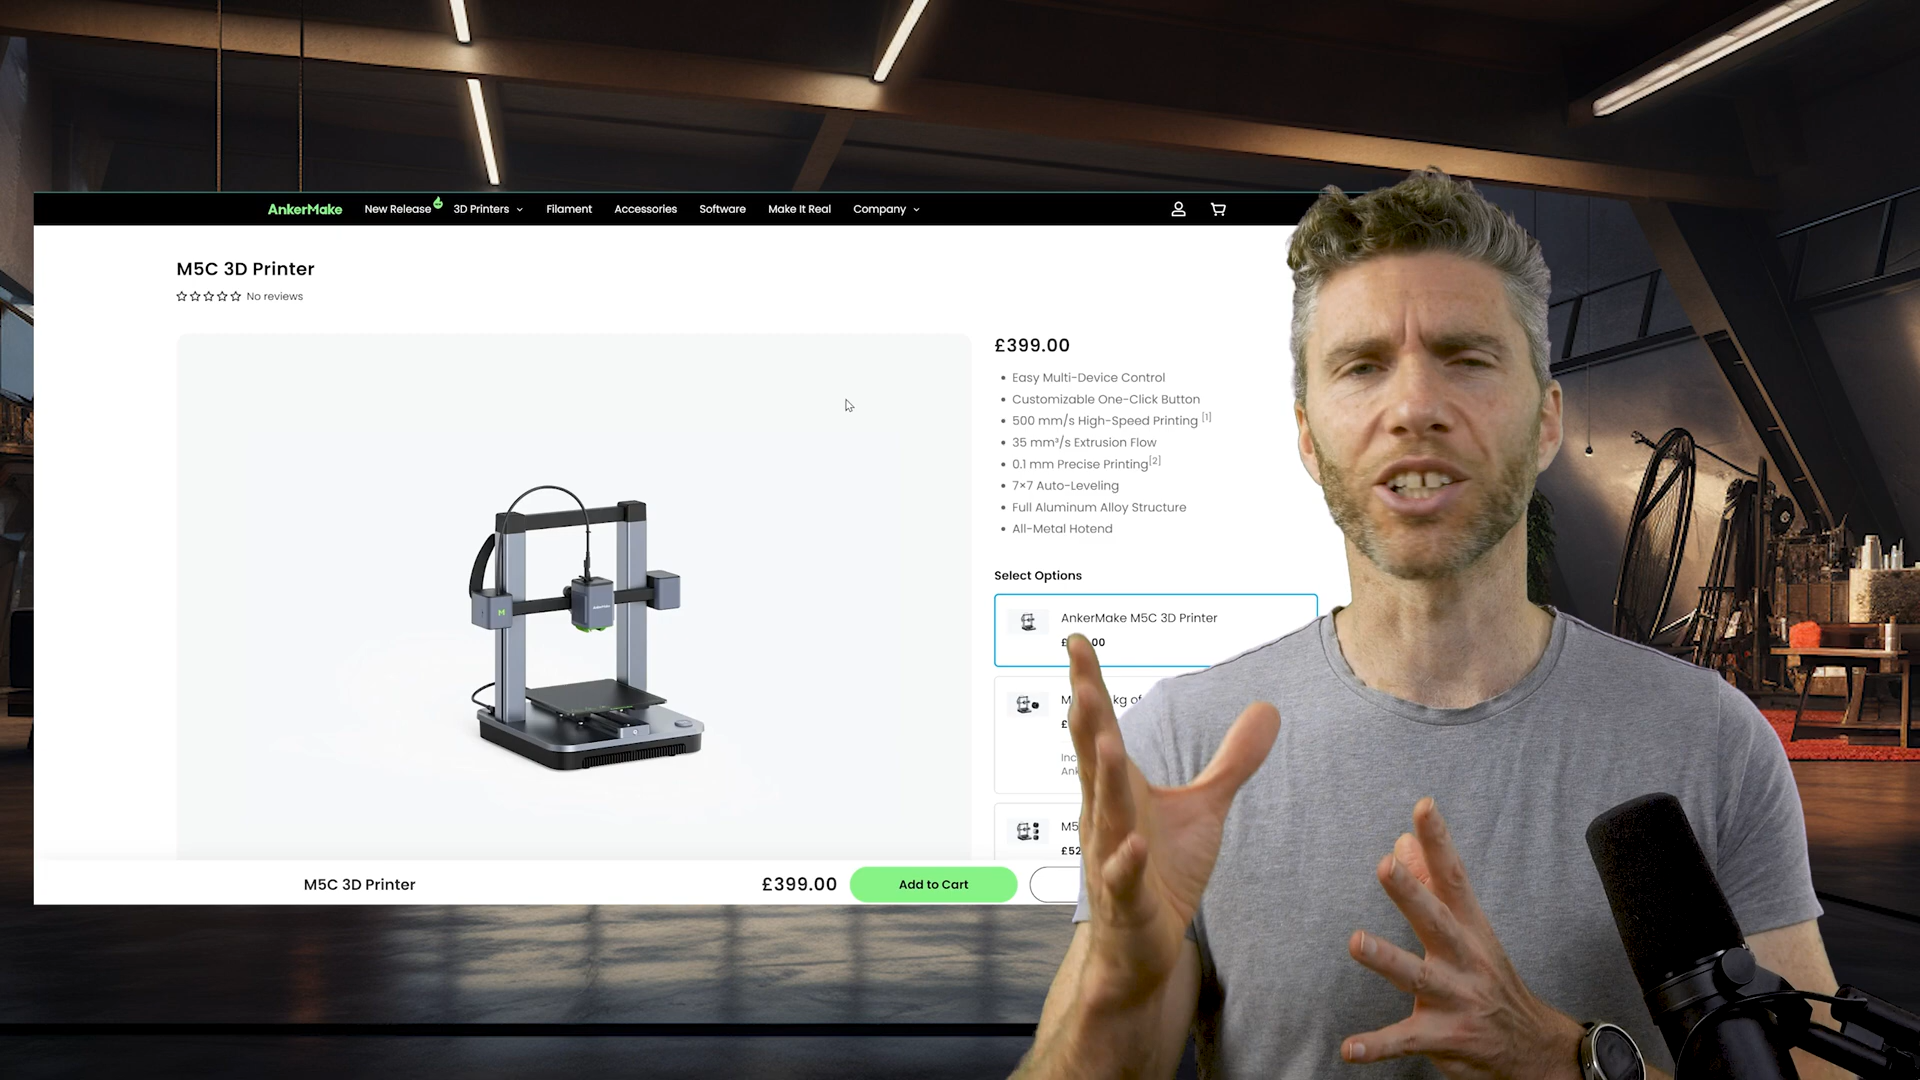 AnkerMake New Release 3D Printers Filament Accessories Software Make It Real Company
M5C 3D Printer
No reviews
£399.00
Easy Multi-Device Control
Customizable One-Click Button
500 mm/s High-Speed Printing [1]
35 mm³/s Extrusion Flow
0.1 mm Precise Printing[2]
7×7 Auto-Leveling
Full Aluminum Alloy Structure
All-Metal Hotend
Select Options
AnkerMake M5C 3D Printer
M
kg of
M5C 3D Printer
£399.00
Add to Cart